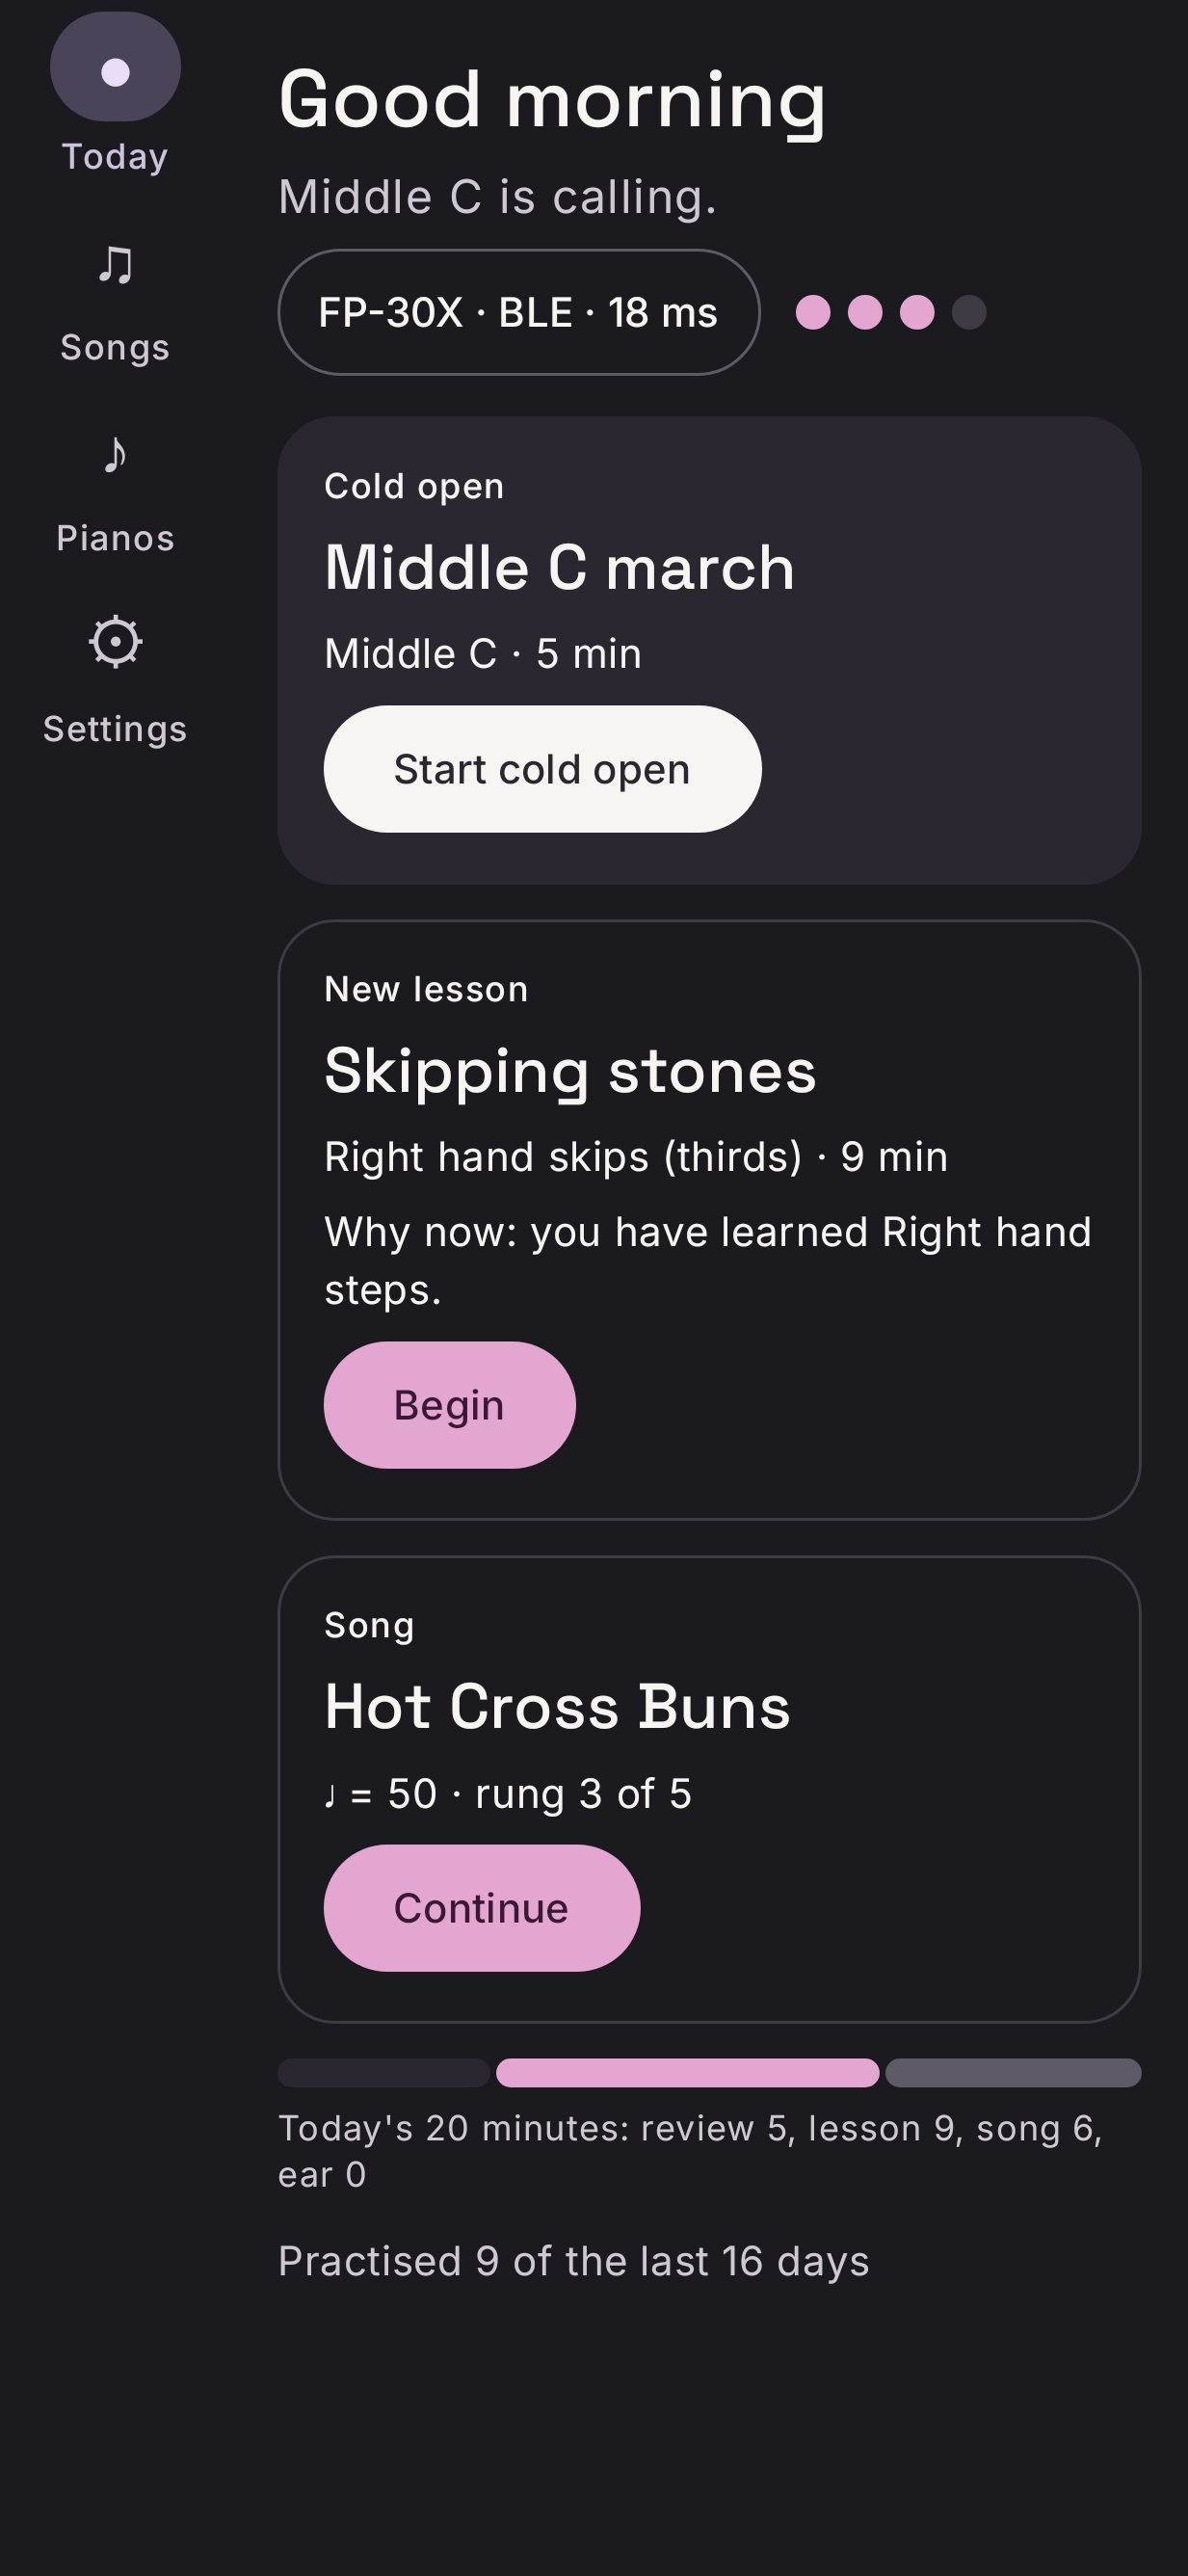 Today
Songs
Pianos
Settings
Good morning
Middle C is calling.
FP-30X · BLE · 18 ms
Cold open
Middle C march
Middle C · 5 min
Start cold open
New lesson
Skipping stones
Right hand skips (thirds) · 9 min
Why now: you have learned Right hand
steps.
Begin
Song
Hot Cross Buns
♩ = 50 · rung 3 of 5
Continue
Today's 20 minutes: review 5, lesson 9, song 6,
ear 0
Practised 9 of the last 16 days